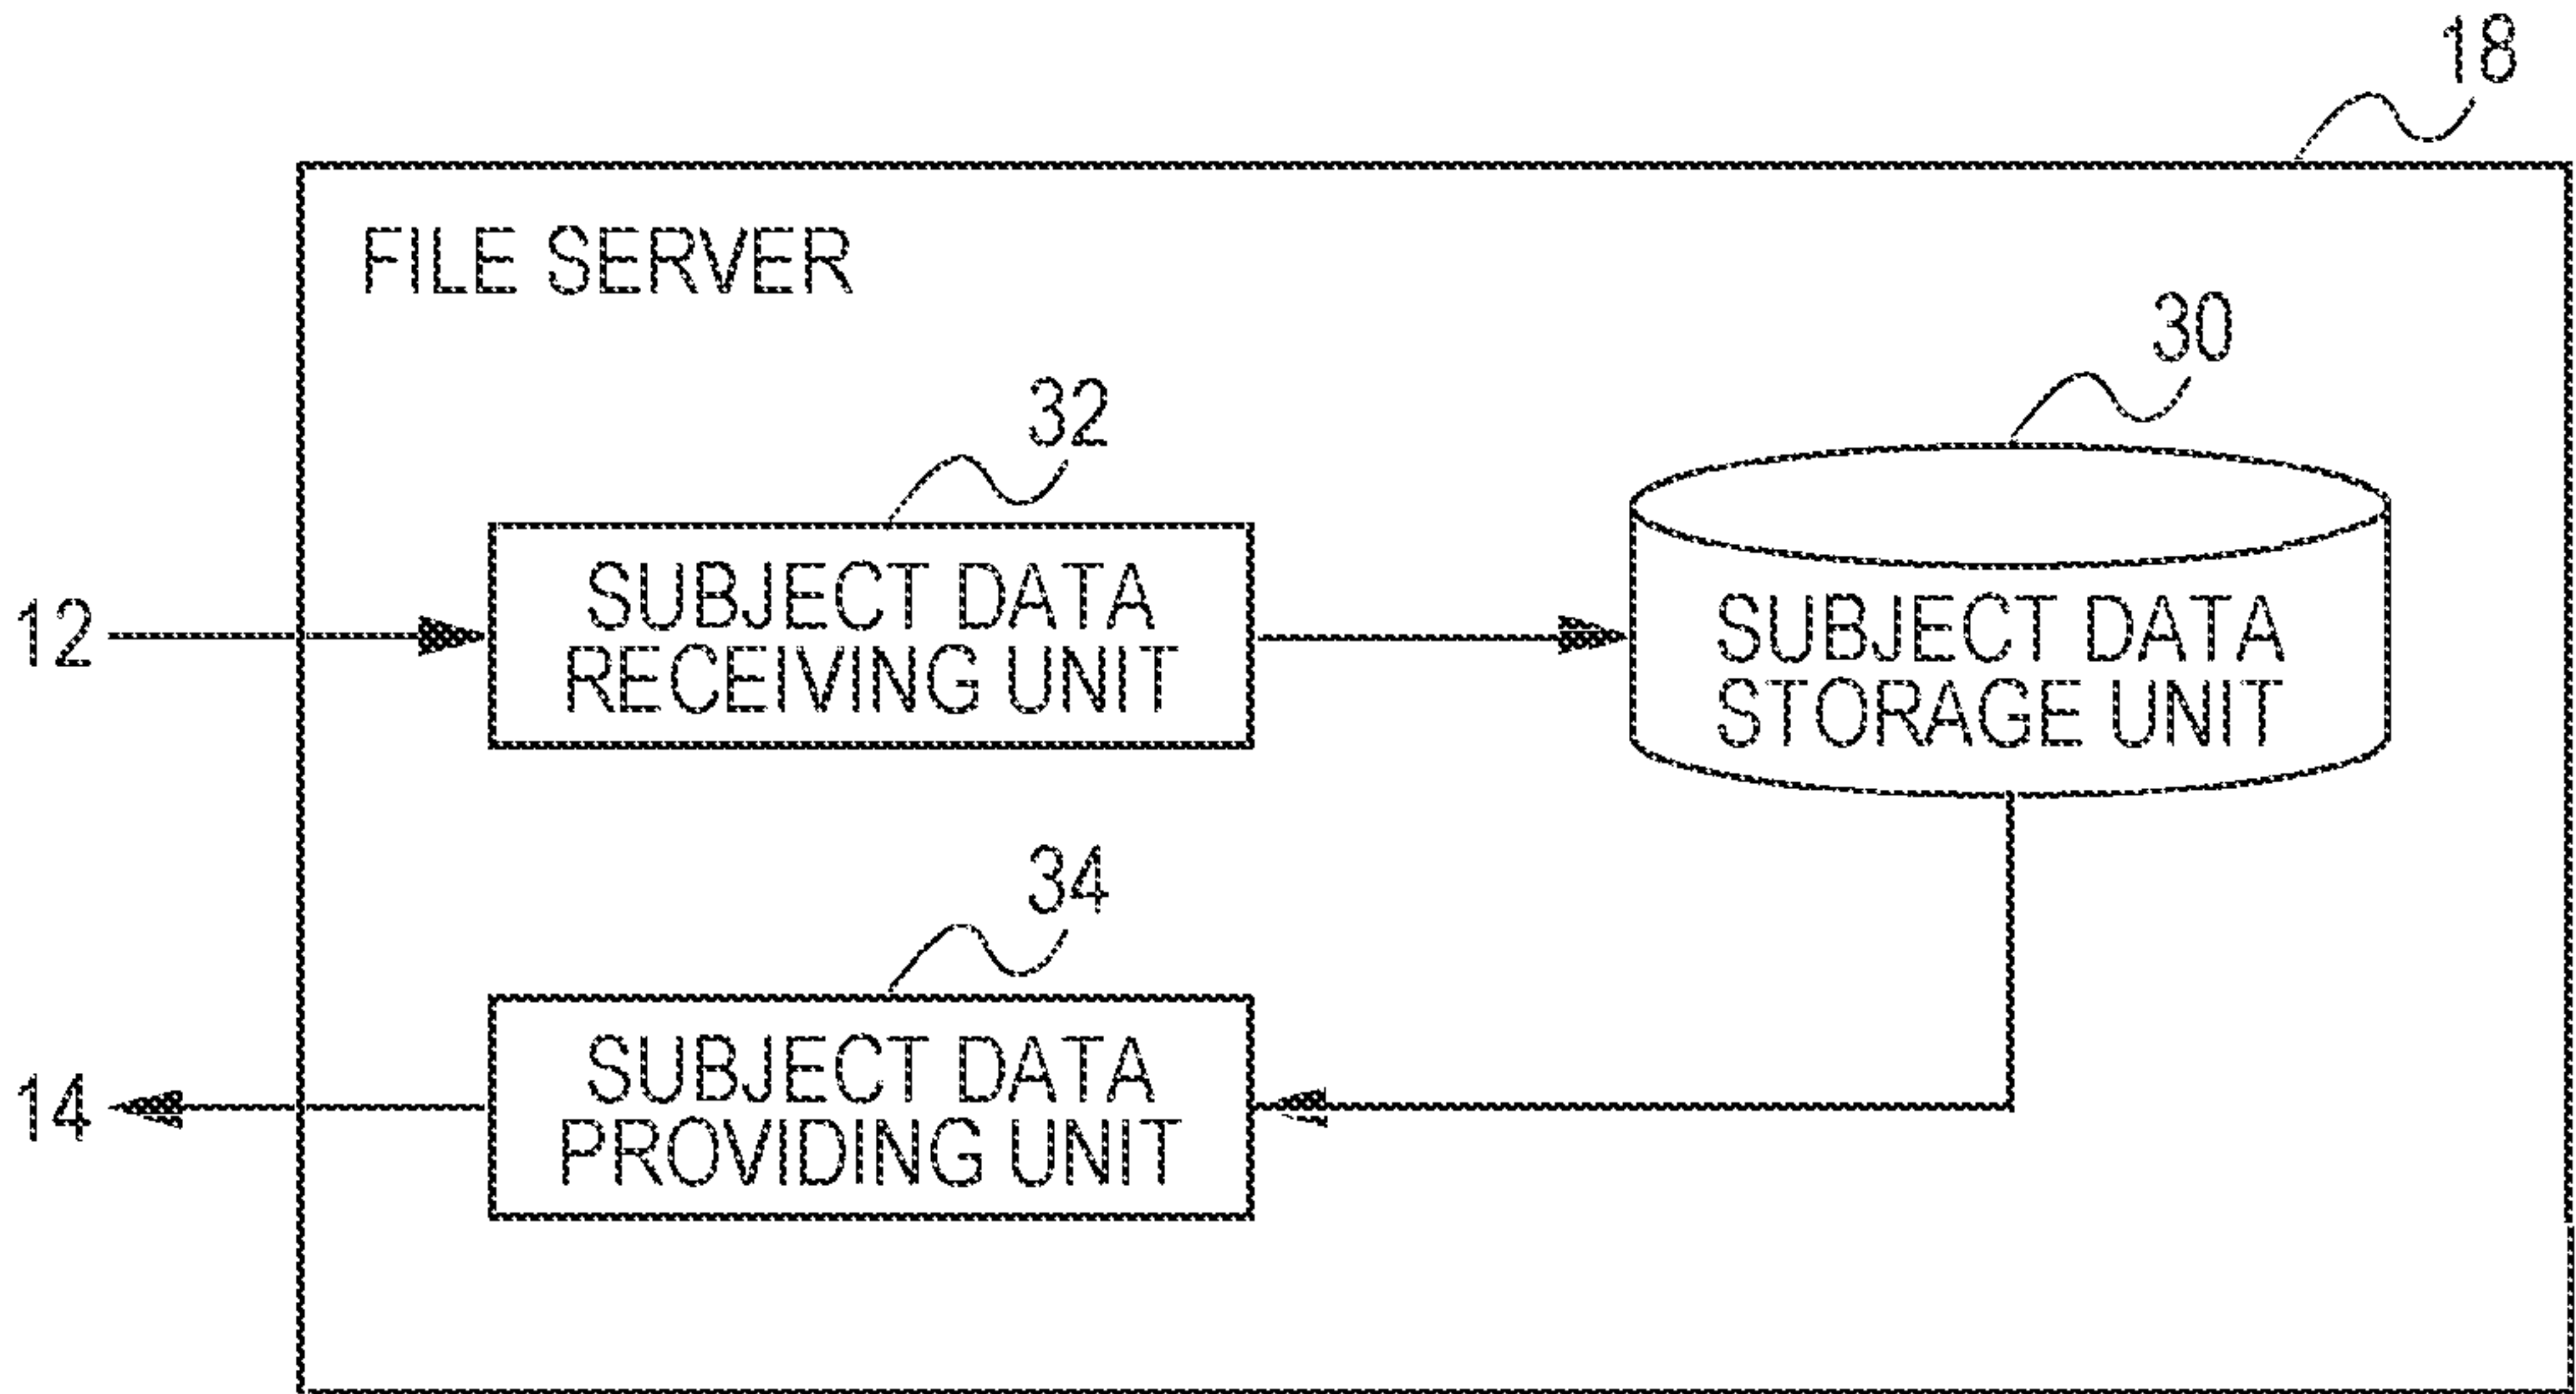 18
FILE SERVER
30
32
SUBJECT DATA
RECEIVING UNIT
12
SUBJECT DATA
STORAGE UNIT
34
SUBJECT DATA
PROVIDING UNIT
14